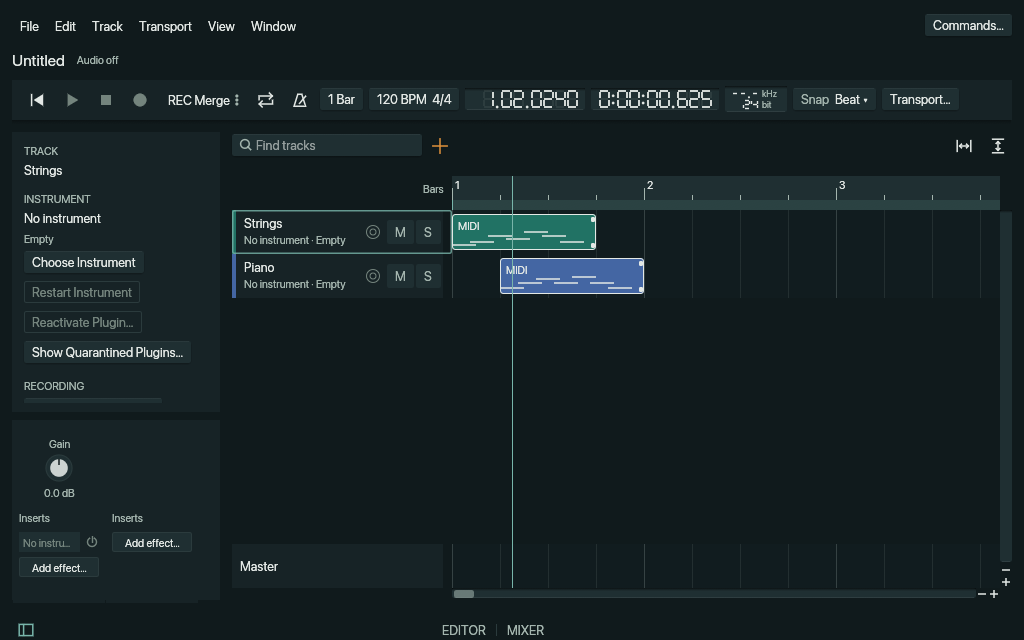 File Edit Track Transport View Window Commands...
Untitled Audio off
REC Merge 1 Bar 120 BPM 4/4 1.02.0240 0:00:00.625 --.- kHz -24 bit Snap Beat Transport...
TRACK
Strings
INSTRUMENT
No instrument
Empty
Choose Instrument
Restart Instrument
Reactivate Plugin...
Show Quarantined Plugins...
RECORDING
Gain
0.0 dB
Inserts Inserts
No instru... Add effect...
Add effect...
Find tracks
Bars 1 2 3
Strings
No instrument · Empty M S
MIDI
Piano
No instrument · Empty M S
MIDI
Master
EDITOR MIXER